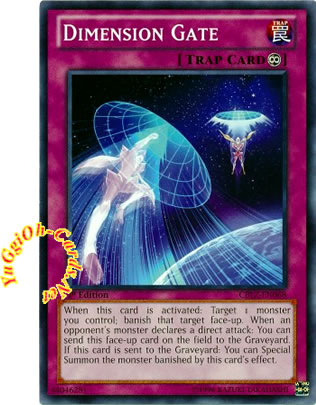 DIMENSION GATE
TRAP
罠
[TRAP CARD
YuGgiOh-Cards.Net
Edition
When this card is activated: Target 1 monster
you control; banish that target face-up. When an
opponent's monster declares a direct attack: You can
send this face-up card on the field to the Graveyard.
If this card is sent to the Graveyard: You can Special
Summon the monster banished by this card's effect.